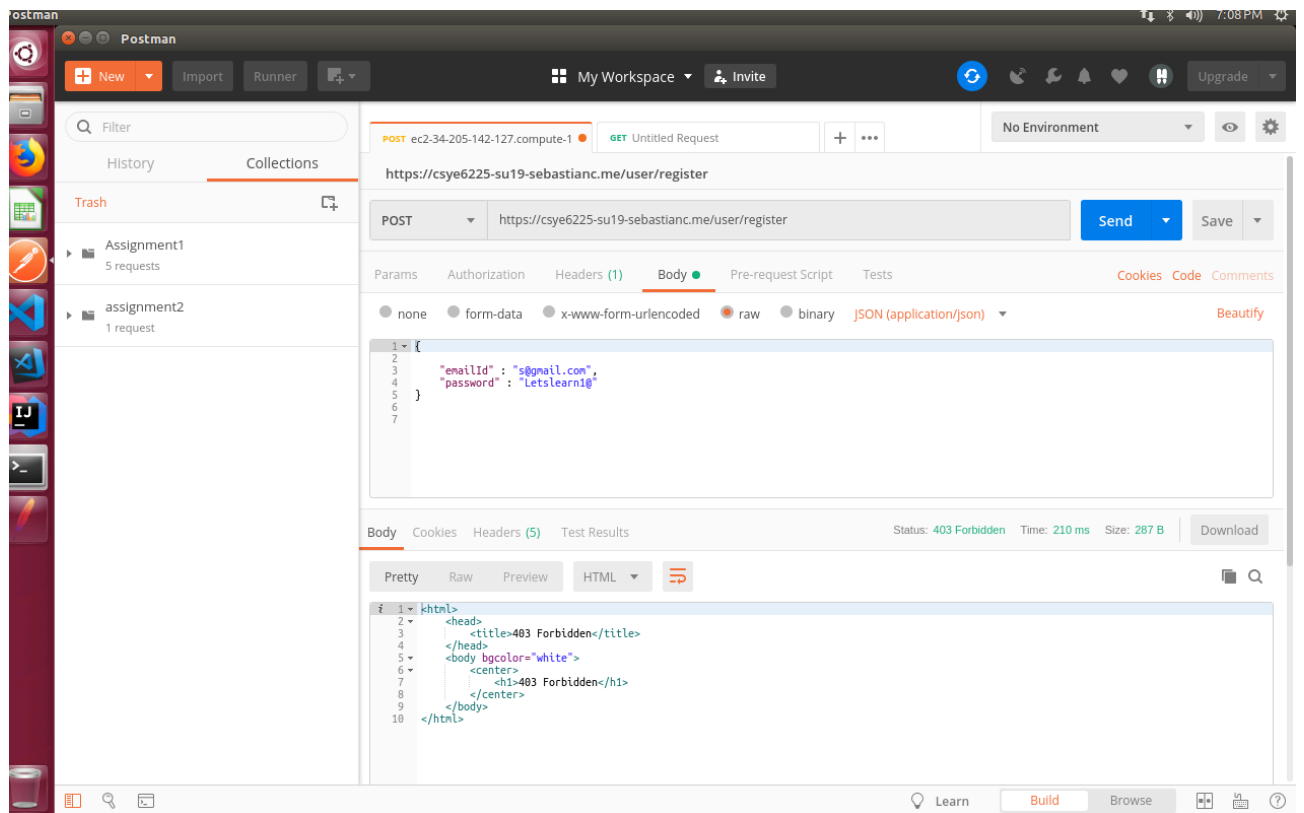 Postman
7:08 PM
Postman
New
Import
Runner
My Workspace
Invite
Upgrade
Filter
History
Collections
Trash
Assignment1
5 requests
assignment2
1 request
POST ec2-34-205-142-127.compute-1
GET Untitled Request
No Environment
https://csye6225-su19-sebastianc.me/user/register
POST
https://csye6225-su19-sebastianc.me/user/register
Send
Save
Params
Authorization
Headers (1)
Body
Pre-request Script
Tests
Cookies
Code
Comments
none
form-data
x-www-form-urlencoded
raw
binary
JSON (application/json)
Beautify
1 {
2
3 "emailId" : "s@gmail.com",
4 "password" : "Letslearn1@"
5 }
6
7
Body
Cookies
Headers (5)
Test Results
Status: 403 Forbidden
Time: 210 ms
Size: 287 B
Download
Pretty
Raw
Preview
HTML
i 1 <html>
2 <head>
3 <title>403 Forbidden</title>
4 </head>
5 <body bgcolor="white">
6 <center>
7 <h1>403 Forbidden</h1>
8 </center>
9 </body>
10 </html>
Learn
Build
Browse
IJ